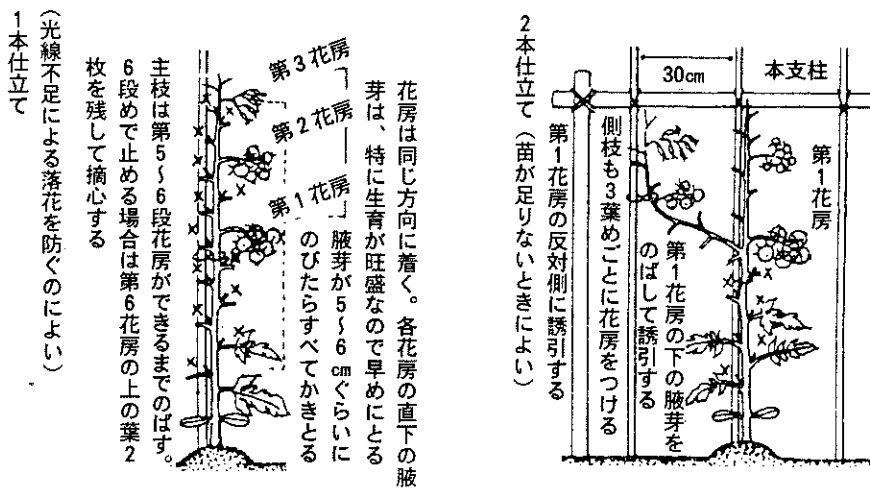 2本仕立て（苗が足りないときによい）
30cm
本支柱
第1花房
第1花房の下の腋芽を
のばして誘引する
側枝も3葉めごとに花房をつける
第1花房の反対側に誘引する
花房は同じ方向に着く。各花房の直下の腋
芽は、特に生育が旺盛なので早めにとる
第3花房
第2花房
第1花房
腋芽が5~6cmぐらいに
のびたらすべてかきとる
主枝は第5~6段花房ができるまでのばす。
6段めで止める場合は第6花房の上の葉2
枚を残して摘心する
（光線不足による落花を防ぐのによい）
1本仕立て